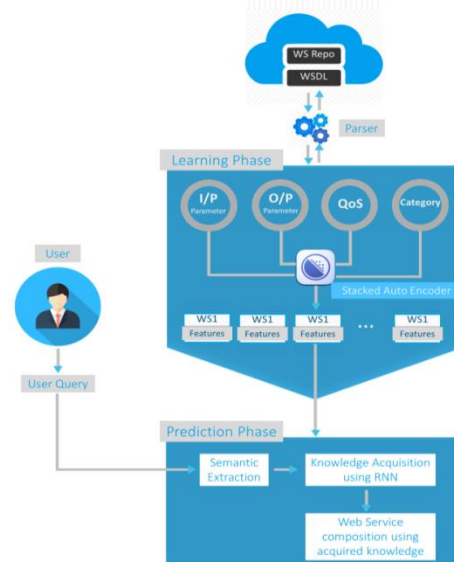 WS Repo
WSDL
Parser
Learning Phase
I/P
Parameter
O/P
Parameter
QoS
Category
User
Stacked Auto Encoder
WS1
Features
WS1
Features
WS1
Features
...
WS1
Features
User Query
Prediction Phase
Semantic
Extraction
Knowledge Acquisition
using RNN
Web Service
composition using
acquired knowledge